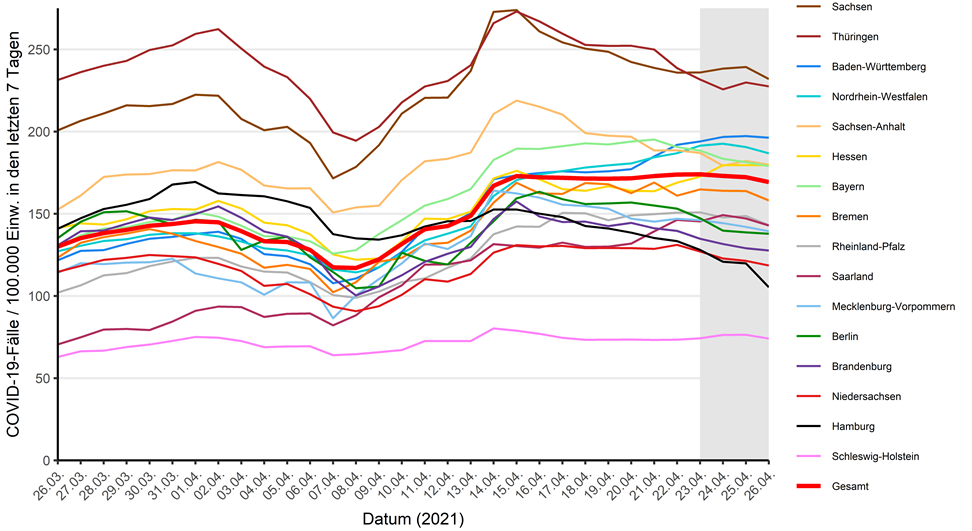 COVID-19-Fälle / 100.000 Einw. in den letzten 7 Tagen
250
200
150
100
50
0
26.03.
27.03.
28.03.
29.03.
30.03.
31.03.
01.04.
02.04.
03.04.
04.04.
05.04.
06.04.
07.04.
08.04.
09.04.
10.04.
11.04.
12.04.
13.04.
14.04.
15.04.
16.04.
17.04.
18.04.
19.04.
20.04.
21.04.
22.04.
23.04.
24.04.
25.04.
26.04.
Datum (2021)
Sachsen
Thüringen
Baden-Württemberg
Nordrhein-Westfalen
Sachsen-Anhalt
Hessen
Bayern
Bremen
Rheinland-Pfalz
Saarland
Mecklenburg-Vorpommern
Berlin
Brandenburg
Niedersachsen
Hamburg
Schleswig-Holstein
Gesamt